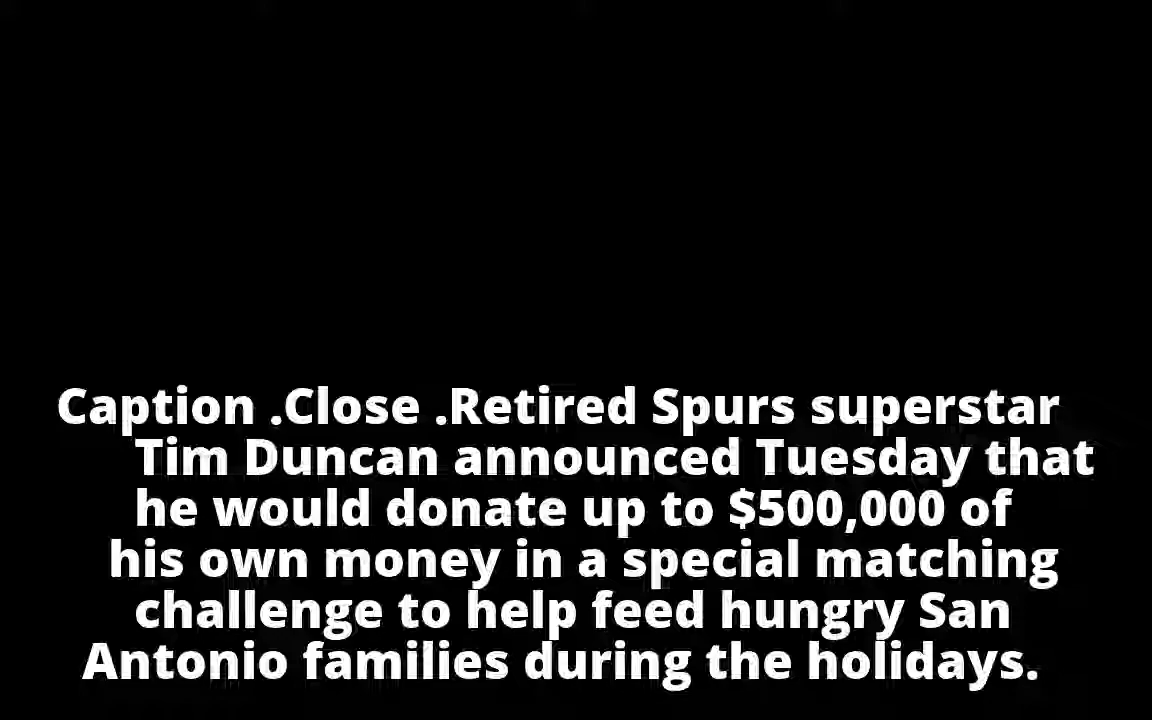 Caption .Close .Retired Spurs superstar
Tim Duncan announced Tuesday that
he would donate up to $500,000 of
his own money in a special matching
challenge to help feed hungry San
Antonio families during the holidays.